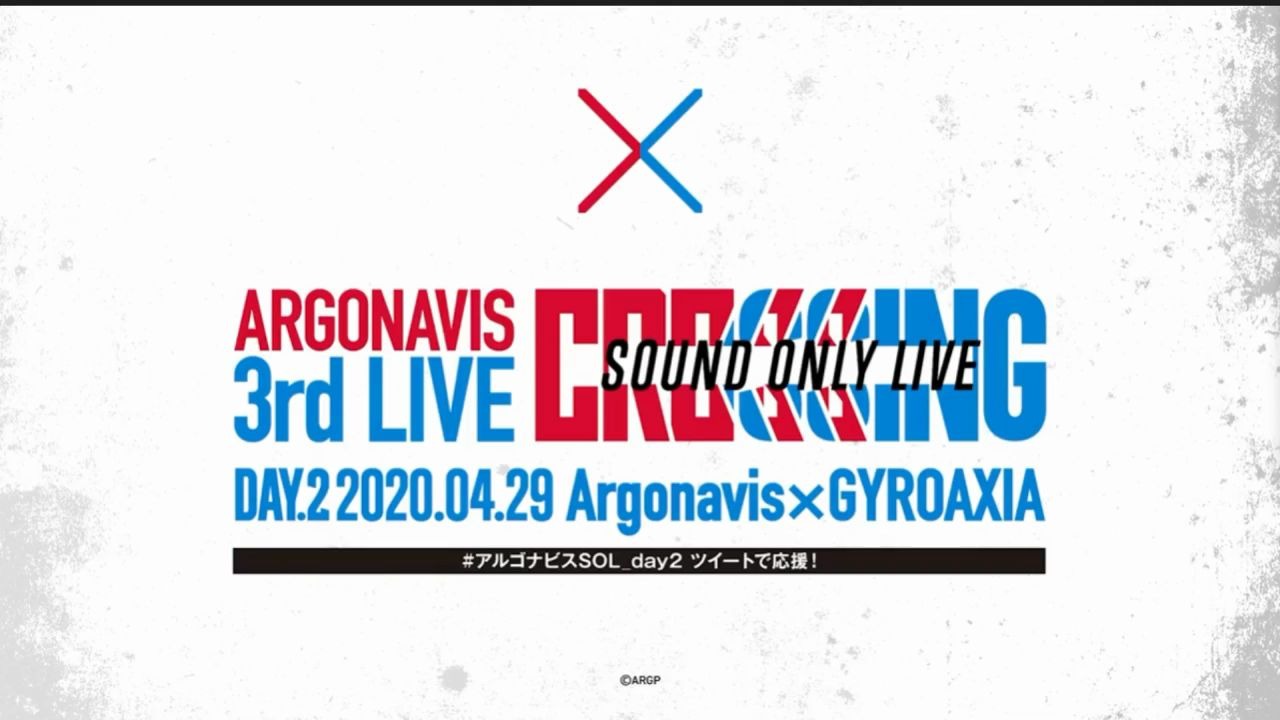 ARGONAVIS
3rd LIVE
CROSSING
SOUND ONLY LIVE
DAY.2 2020.04.29 Argonavis×GYROAXIA
#アルゴナビスSOL_day2 ツイートで応援!
©ARGP